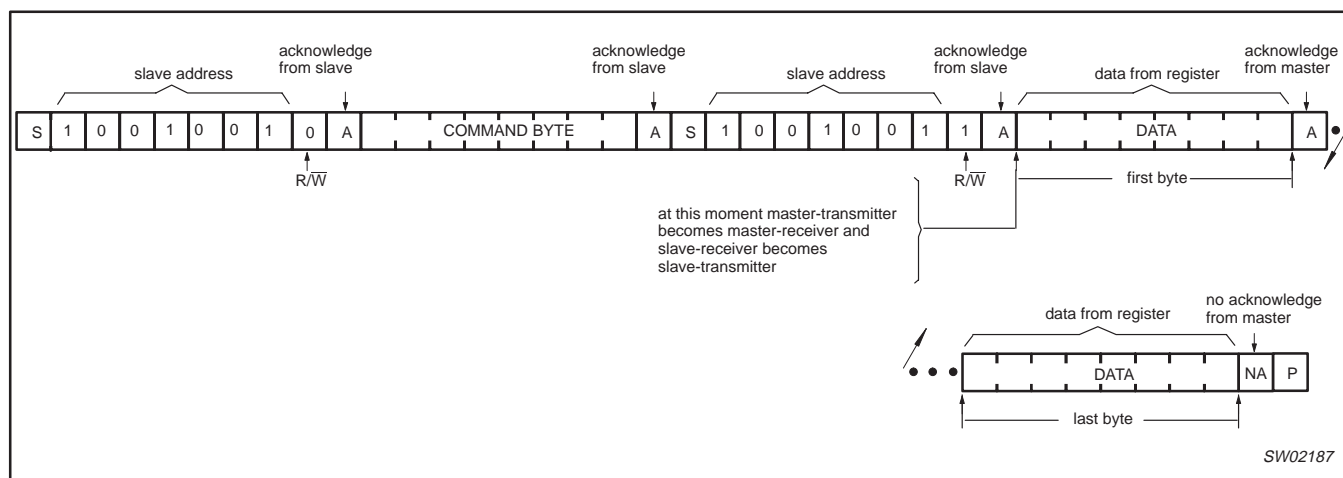 acknowledge
from slave
acknowledge
from slave
acknowledge
from slave
acknowledge
from master
slave address
slave address
data from register
S 1 0 0 1 0 0 1 0 A COMMAND BYTE A S 1 0 0 1 0 0 1 1 A DATA A
R/W̅
R/W̅
first byte
at this moment master-transmitter
becomes master-receiver and
slave-receiver becomes
slave-transmitter
data from register
no acknowledge
from master
DATA NA P
last byte
SW02187